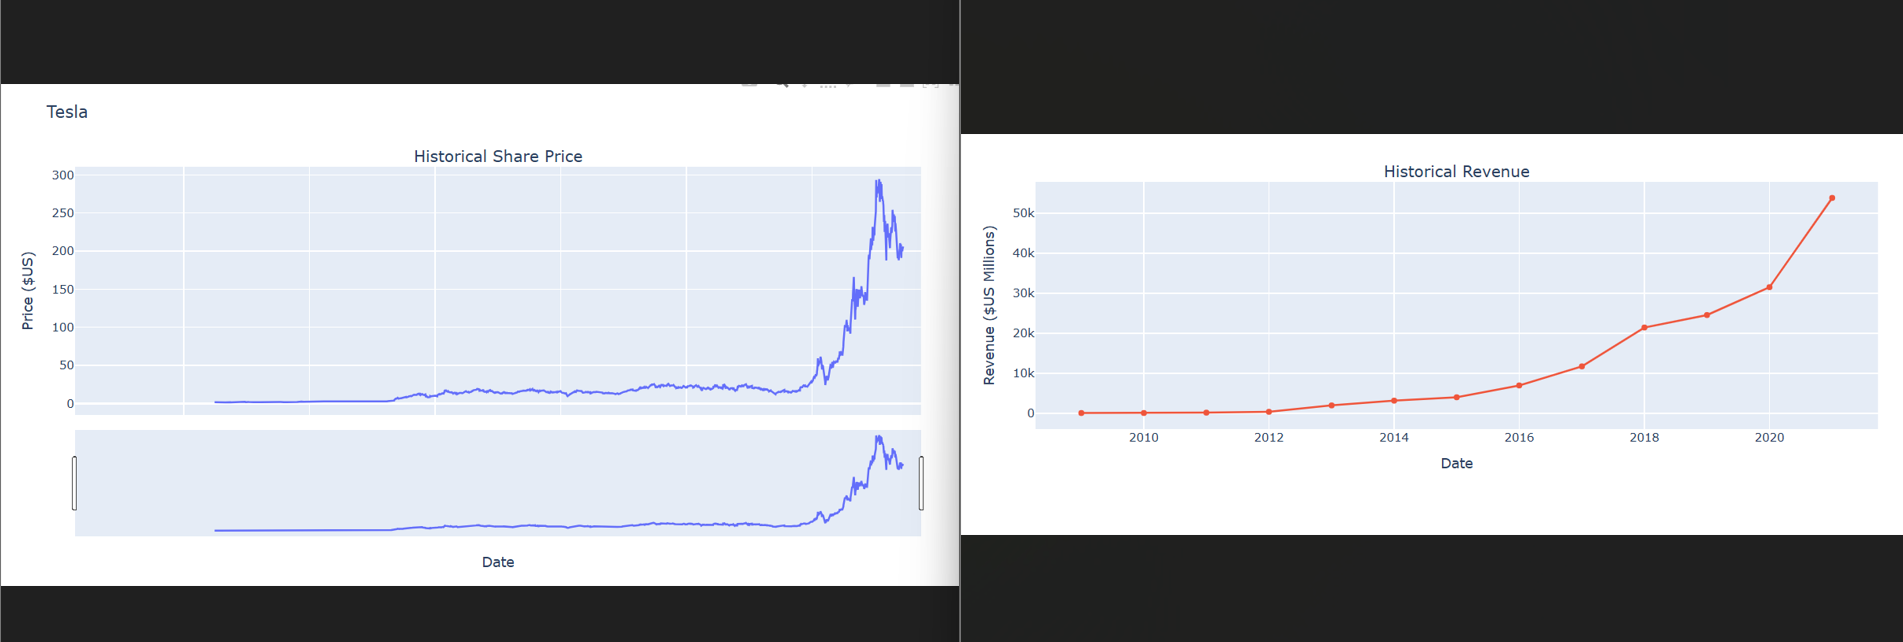 Tesla
Historical Share Price
300
250
200
150
100
50
0
Price ($US)
Date
Historical Revenue
50k
40k
30k
20k
10k
0
Revenue ($US Millions)
2010 2012 2014 2016 2018 2020
Date